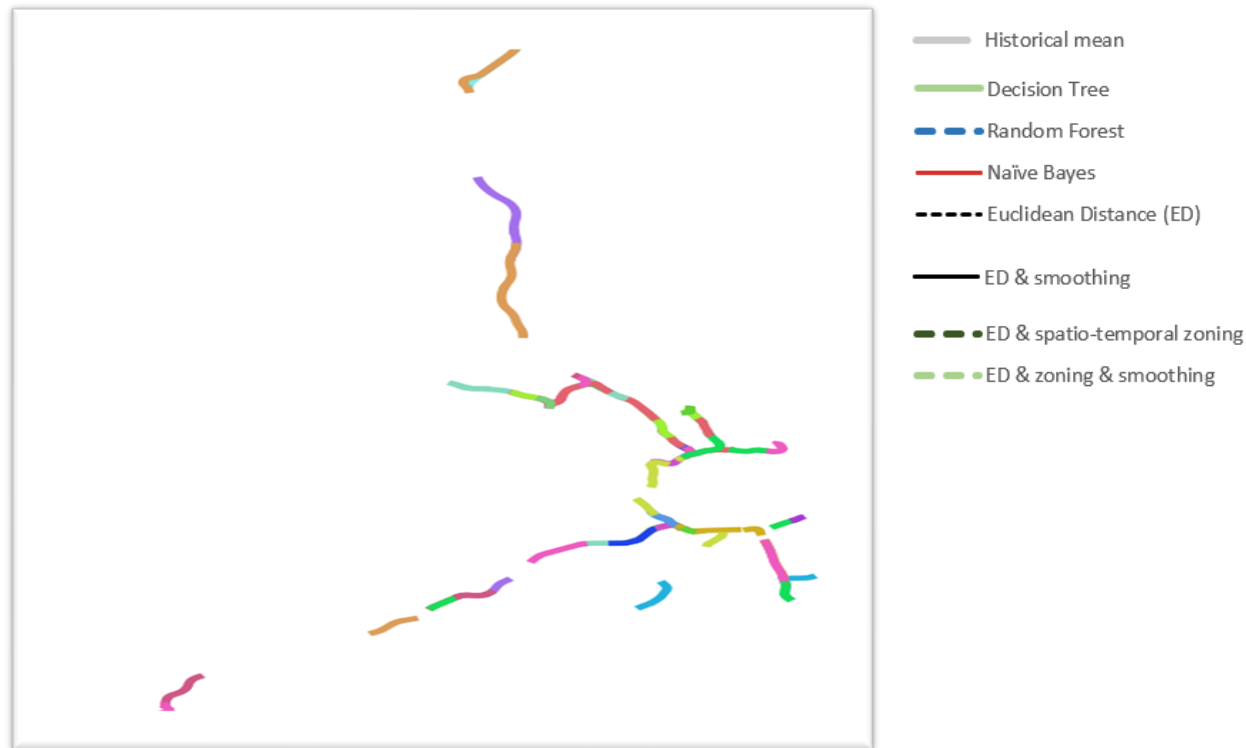 Historical mean
Decision Tree
Random Forest
Naïve Bayes
Euclidean Distance (ED)
ED & smoothing
ED & spatio-temporal zoning
ED & zoning & smoothing